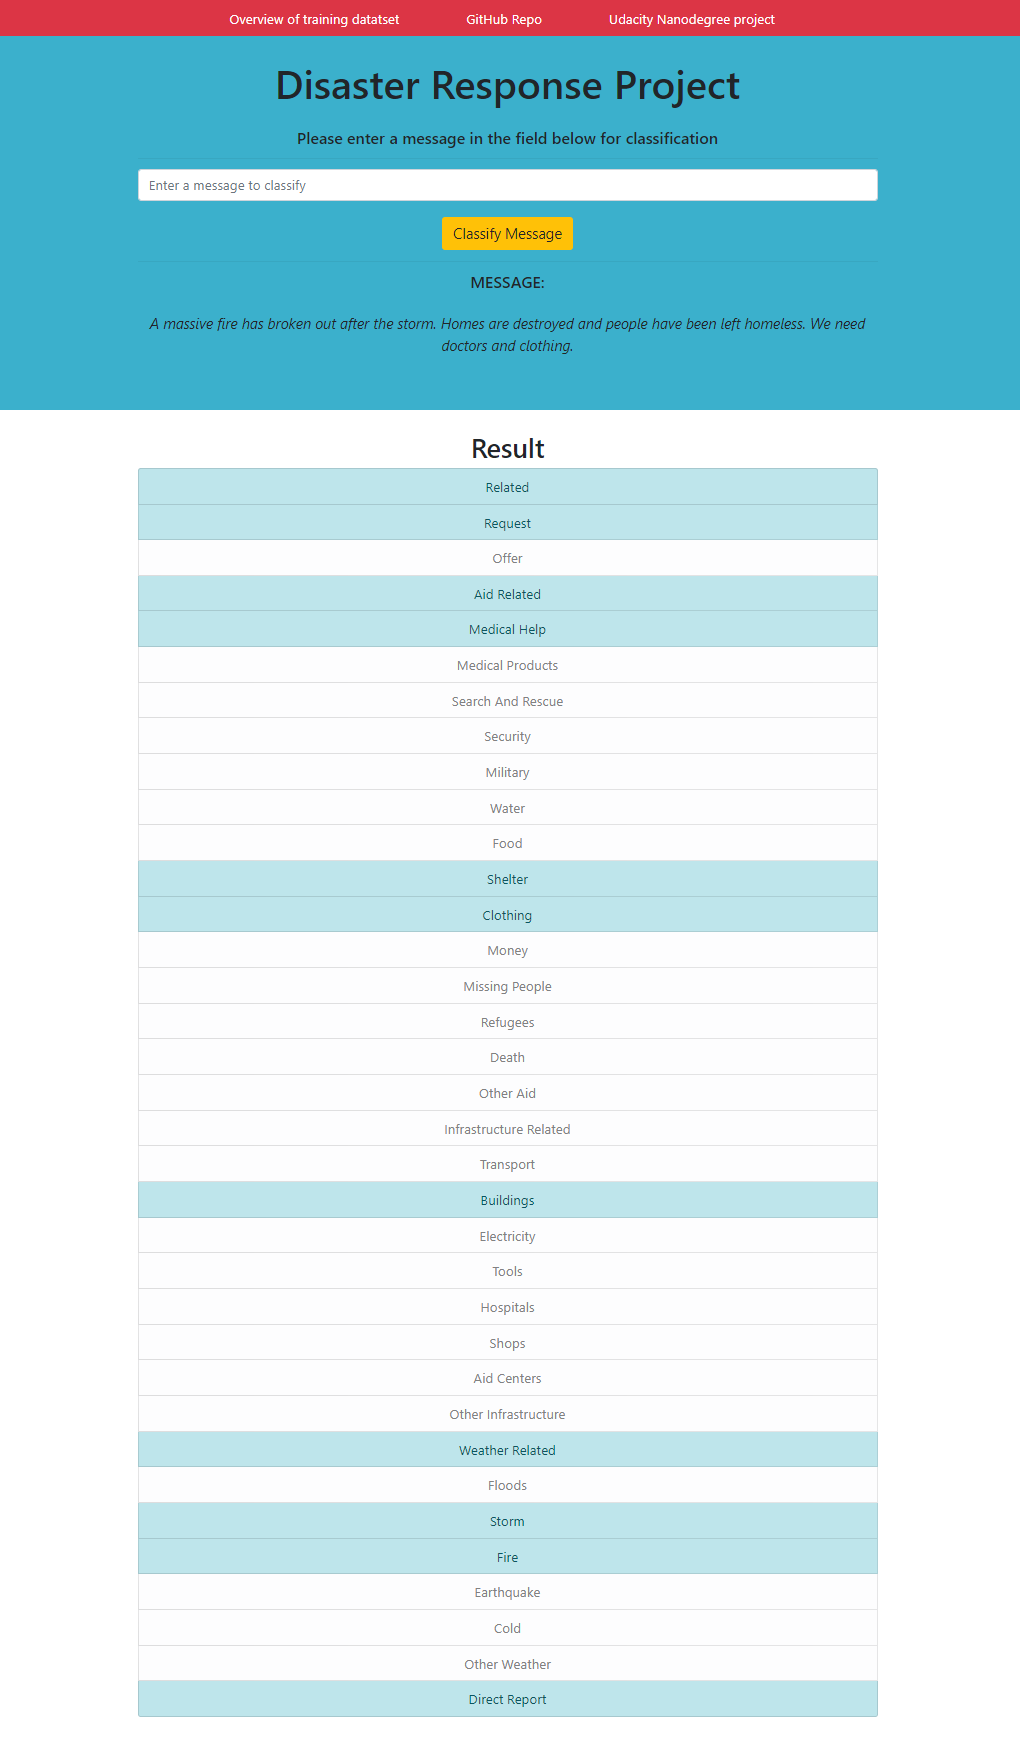 Overview of training datatset GitHub Repo Udacity Nanodegree project
Disaster Response Project
Please enter a message in the field below for classification
Enter a message to classify
Classify Message
MESSAGE:
A massive fire has broken out after the storm. Homes are destroyed and people have been left homeless. We need
doctors and clothing.
Result
Related
Request
Offer
Aid Related
Medical Help
Medical Products
Search And Rescue
Security
Military
Water
Food
Shelter
Clothing
Money
Missing People
Refugees
Death
Other Aid
Infrastructure Related
Transport
Buildings
Electricity
Tools
Hospitals
Shops
Aid Centers
Other Infrastructure
Weather Related
Floods
Storm
Fire
Earthquake
Cold
Other Weather
Direct Report